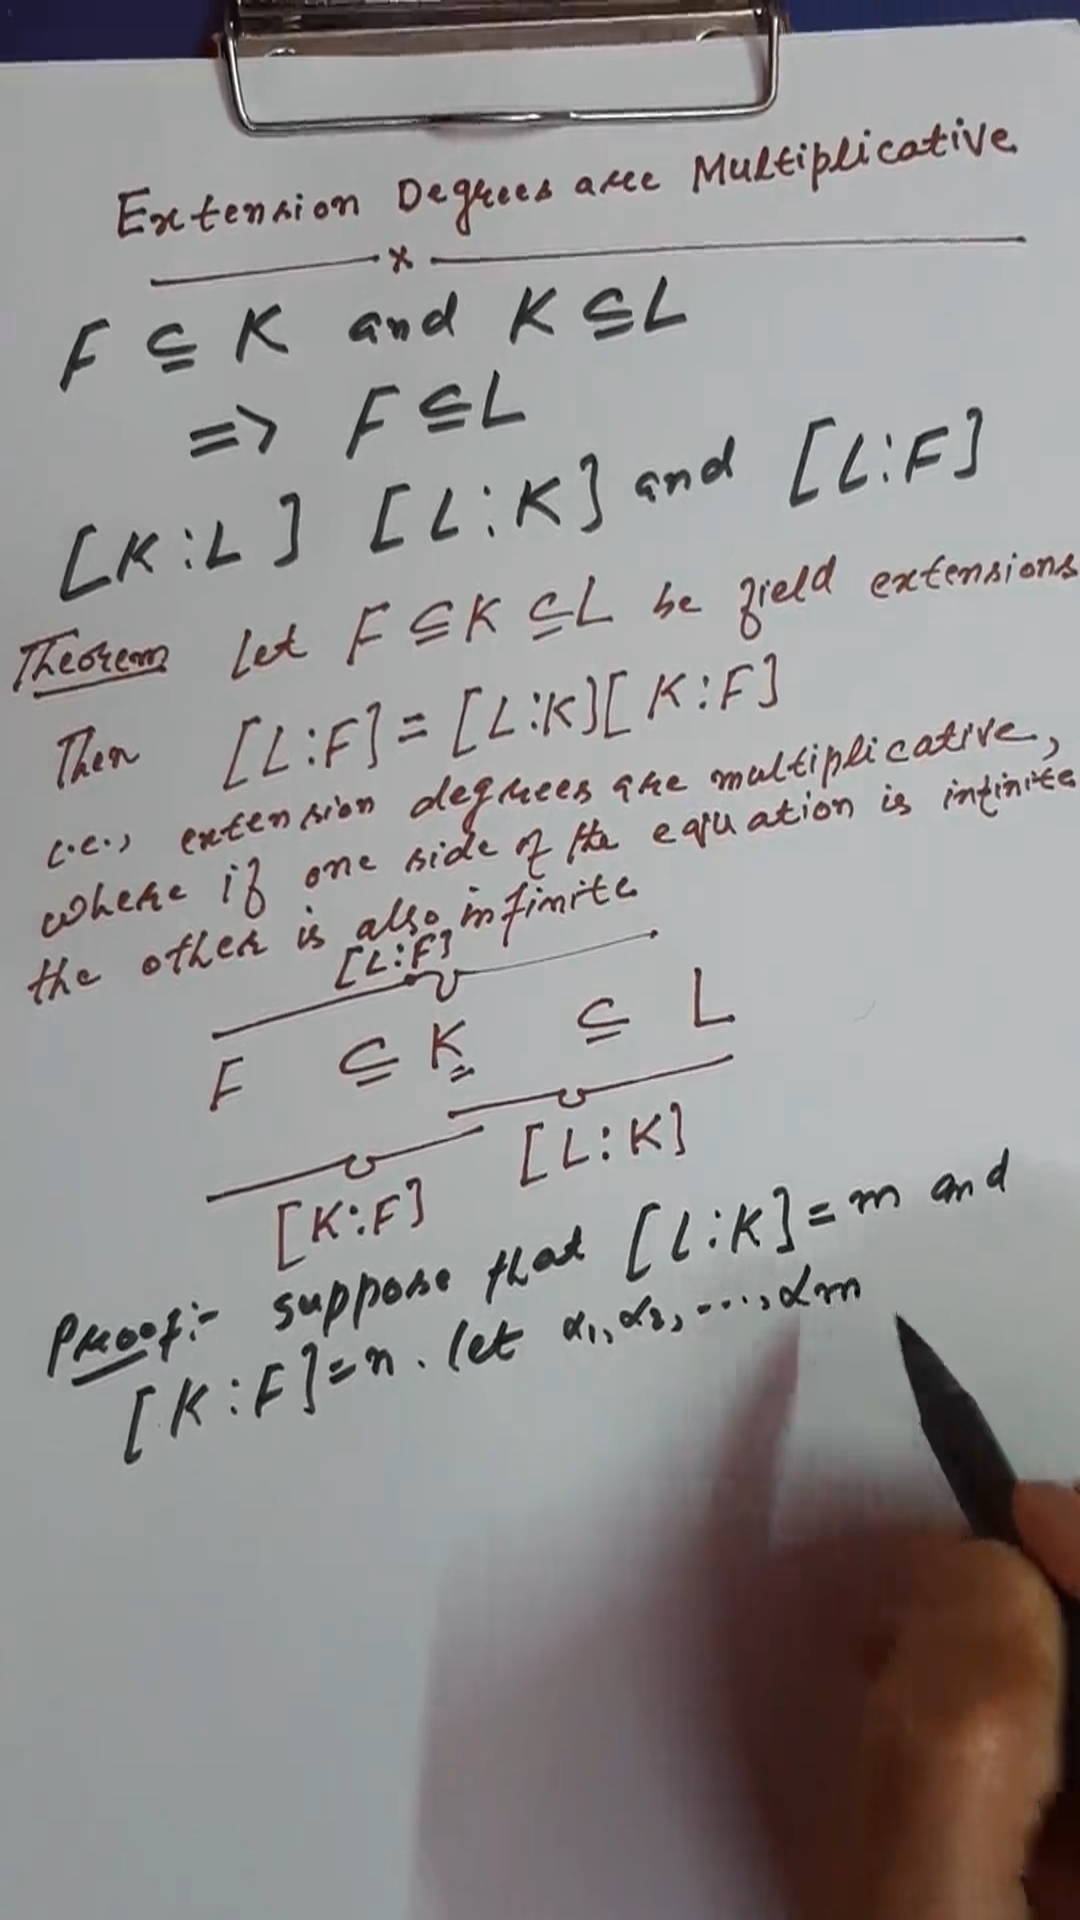 Extension Degrees are Multiplicative
x
F ⊆ K and K ⊆ L
=> F ⊆ L
[K:L] [L:K] and [L:F]
Theorem Let F ⊆ K ⊆ L be field extensions
Then [L:F] = [L:K][K:F]
i.e., extension degrees are multiplicative,
where if one side of the equation is infinite
the other is also infinite
[L:F]
F ⊆ K ⊆ L
[L:K]
[K:F]
Proof:- suppose that [L:K] = m and
[K:F] = n. let α1, α2, ..., αm